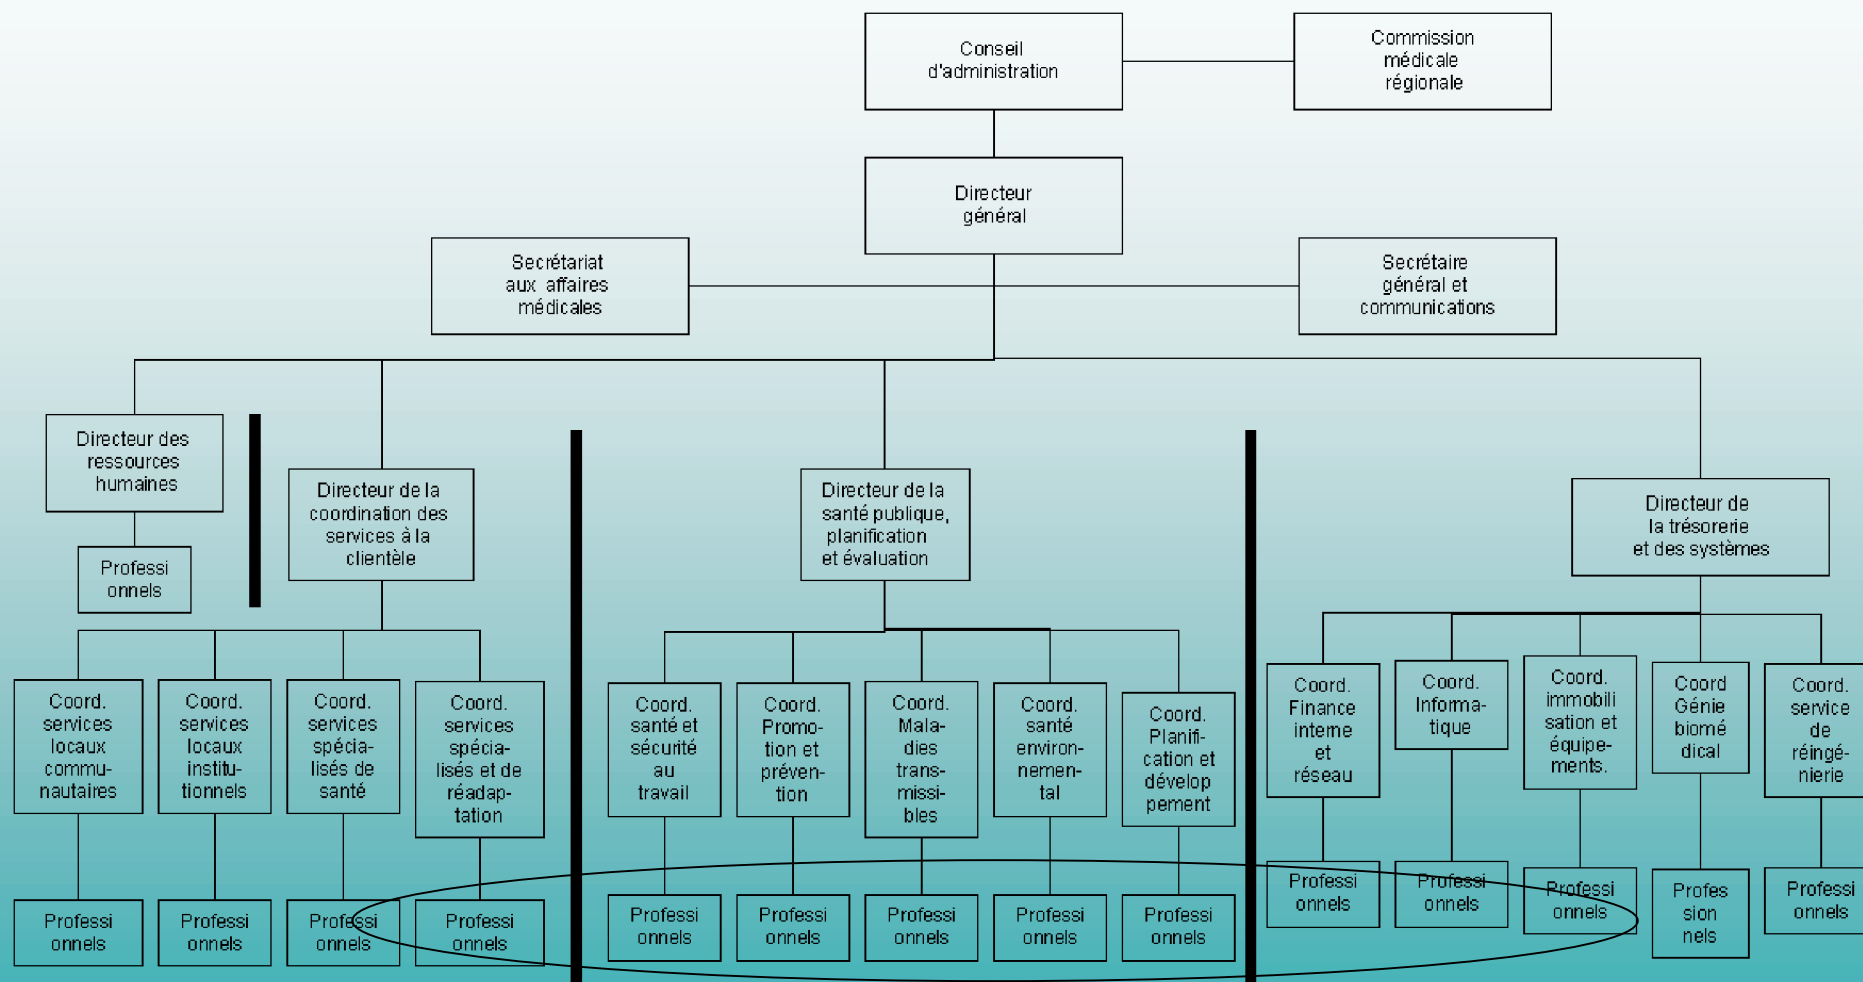 Conseil
d'administration
Commission
médicale
régionale
Directeur
général
Secrétariat
aux affaires
médicales
Secrétaire
général et
communications
Directeur des
ressources
humaines
Professi
onnels
Directeur de la
coordination des
services à la
clientèle
Directeur de la
santé publique,
planification
et évaluation
Directeur de
la trésorerie
et des systèmes
Coord.
services
locaux
commu-
nautaires
Coord.
services
locaux
institu-
tionnels
Coord.
services
spécia-
lisés de
santé
Coord.
services
spécia-
lisés et de
réadap-
tation
Coord.
santé et
sécurité
au
travail
Coord.
Promo-
tion et
préven-
tion
Coord.
Mala-
dies
trans-
missi-
bles
Coord.
santé
environ-
nemen-
tal
Coord.
Planifi-
cation et
dévelop
pement
Coord.
Finance
interne
et
réseau
Coord.
Informa-
tique
Coord.
immobili
sation et
équipe-
ments.
Coord
Génie
biomé
dical
Coord.
service
de
réingé-
nierie
Professi
onnels
Professi
onnels
Professi
onnels
Professi
onnels
Professi
onnels
Professi
onnels
Professi
onnels
Professi
onnels
Professi
onnels
Professi
onnels
Professi
onnels
Professi
onnels
Profes
sion
nels
Professi
onnels